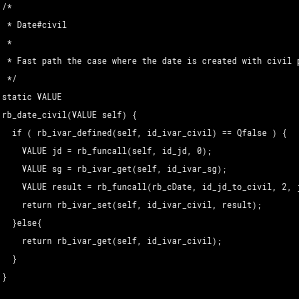 /*
 * Date#civil
 *
 * Fast path the case where the date is created with civil
 */
static VALUE
rb_date_civil(VALUE self) {
  if ( rb_ivar_defined(self, id_ivar_civil) == Qfalse ) {
    VALUE jd = rb_funcall(self, id_jd, 0);
    VALUE sg = rb_ivar_get(self, id_ivar_sg);
    VALUE result = rb_funcall(rb_cDate, id_jd_to_civil, 2,
    return rb_ivar_set(self, id_ivar_civil, result);
  }else{
    return rb_ivar_get(self, id_ivar_civil);
  }
}